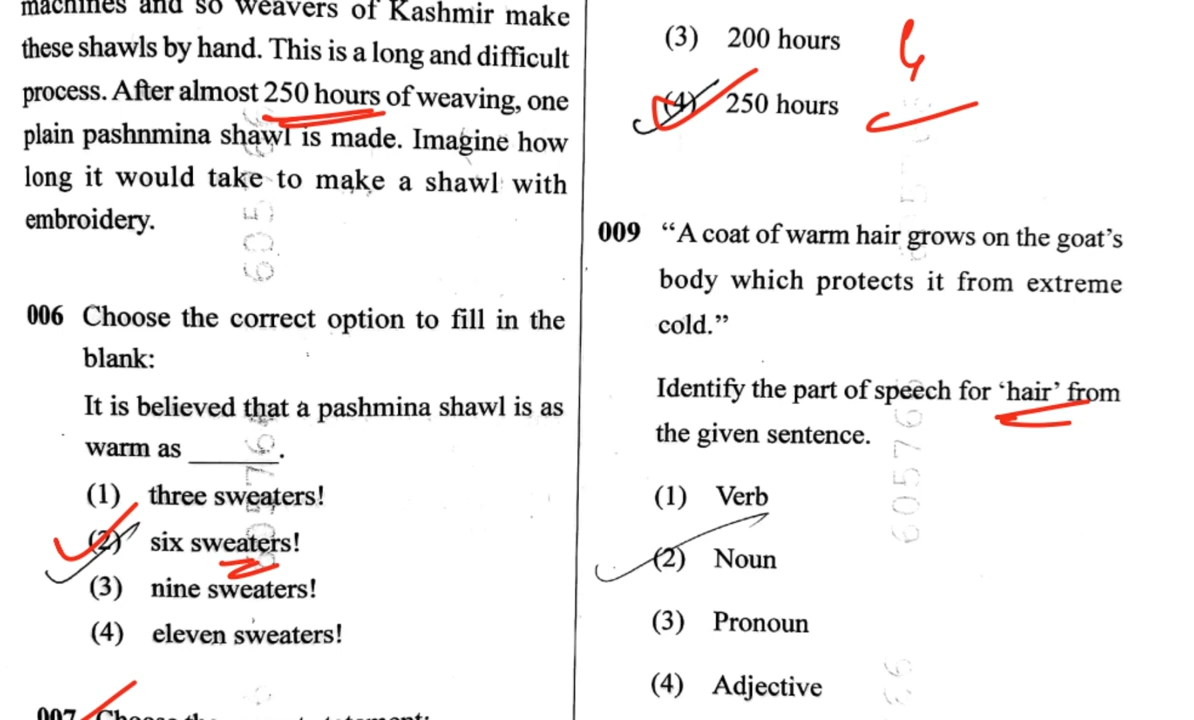 machines and so weavers of Kashmir make
these shawls by hand. This is a long and difficult
process. After almost 250 hours of weaving, one
plain pashnmina shawl is made. Imagine how
long it would take to make a shawl with
embroidery.
006 Choose the correct option to fill in the
blank:
It is believed that a pashmina shawl is as
warm as ______.
(1) three sweaters!
(2) six sweaters!
(3) nine sweaters!
(4) eleven sweaters!
007
(3) 200 hours
(4) 250 hours
009 “A coat of warm hair grows on the goat’s
body which protects it from extreme
cold.”
Identify the part of speech for ‘hair’ from
the given sentence.
(1) Verb
(2) Noun
(3) Pronoun
(4) Adjective
60576